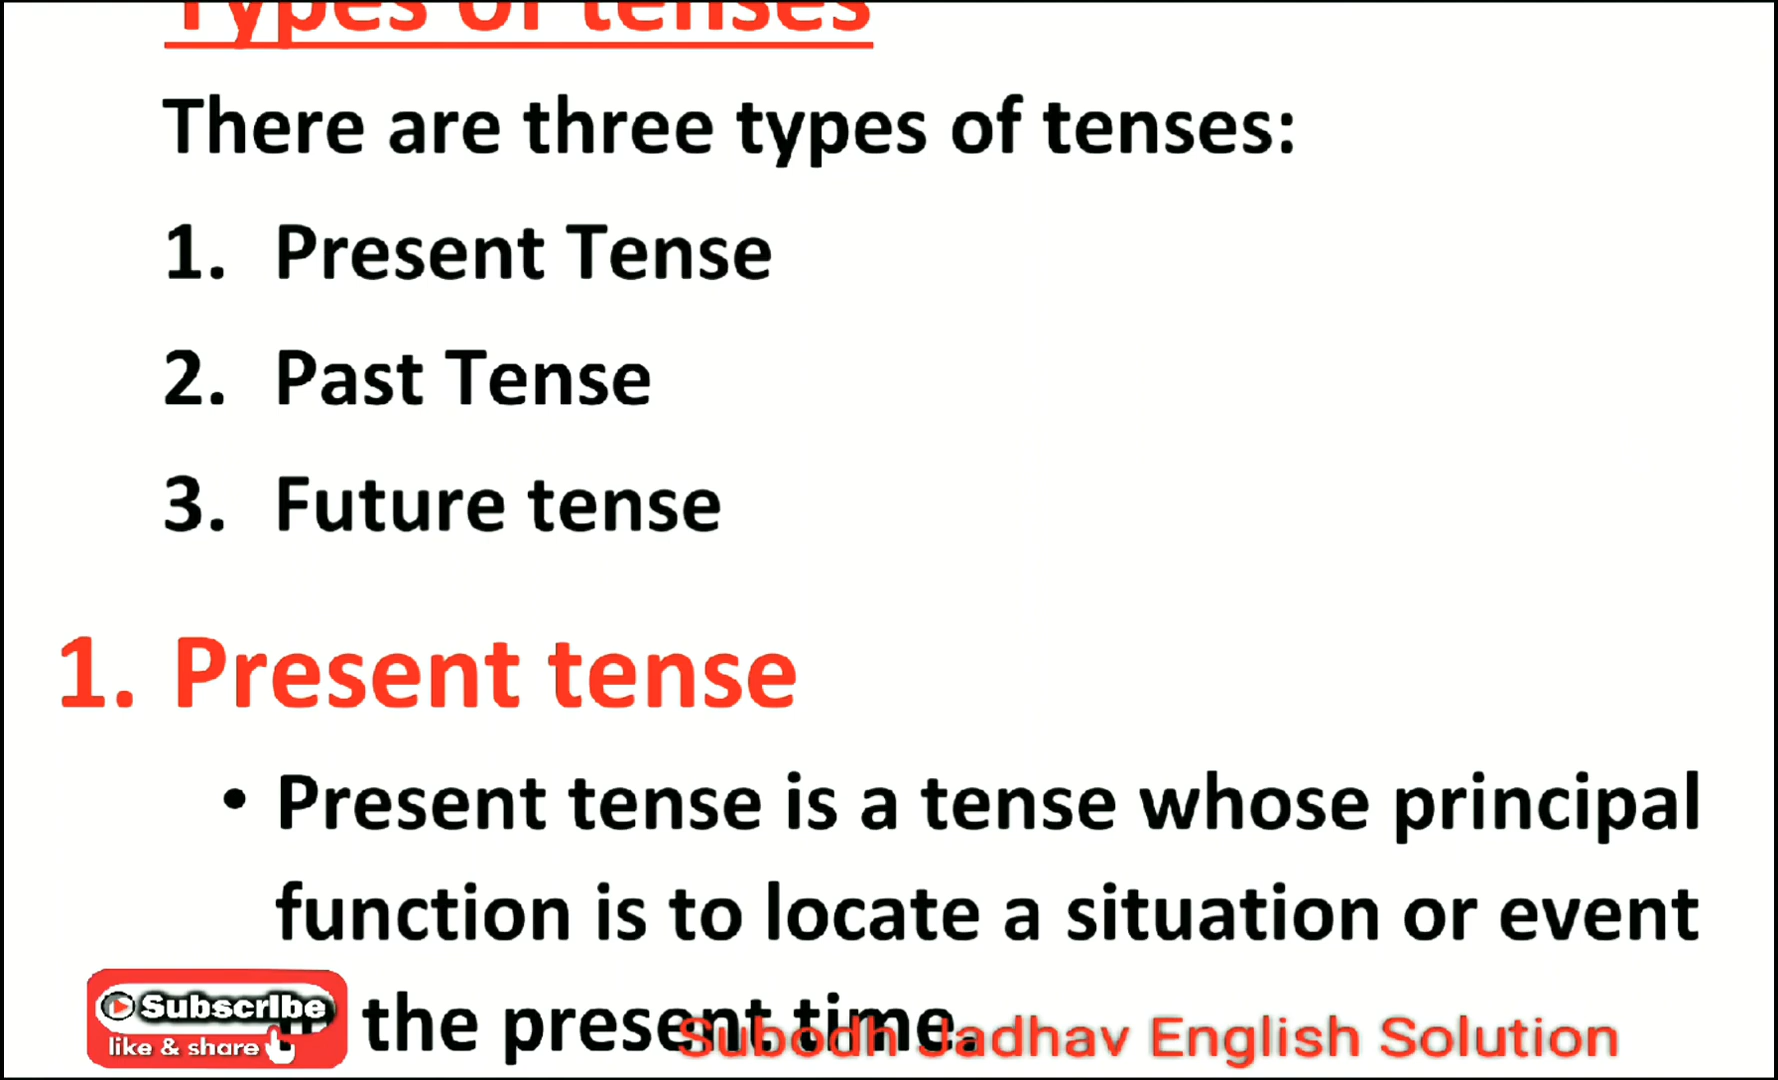 Types of tenses
There are three types of tenses:
1. Present Tense
2. Past Tense
3. Future tense
1. Present tense
• Present tense is a tense whose principal
function is to locate a situation or event
the present time.
Subscribe
like & share
Subodh Jadhav English Solution